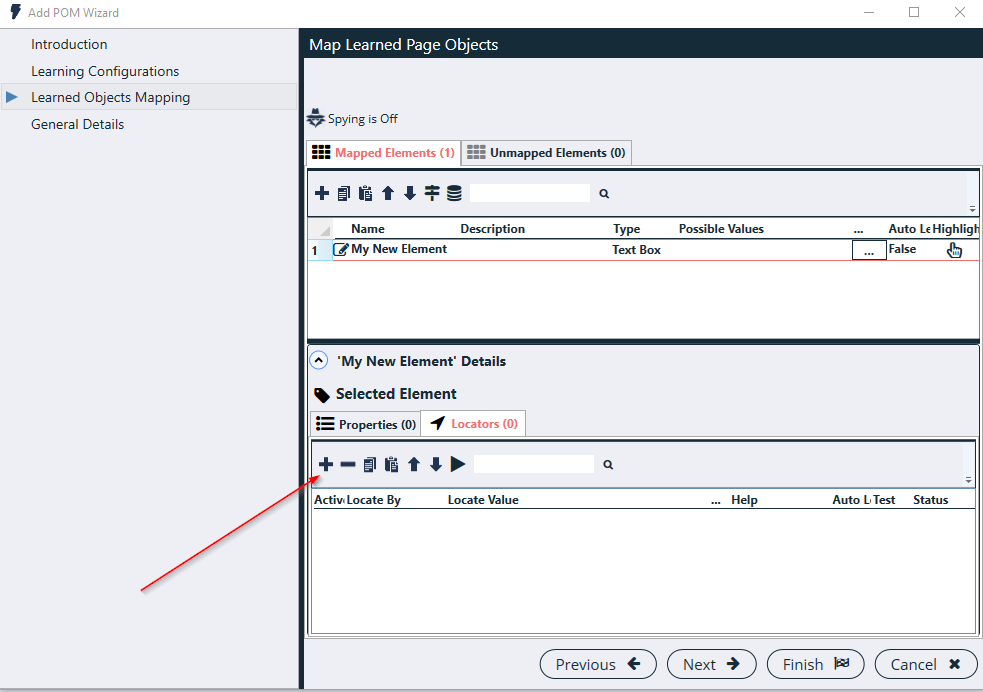 Add POM Wizard
Introduction
Learning Configurations
Learned Objects Mapping
General Details
Map Learned Page Objects
Spying is Off
Mapped Elements (1) Unmapped Elements (0)
Name Description Type Possible Values ... Auto Le Highligh
1 My New Element Text Box ... False
'My New Element' Details
Selected Element
Properties (0) Locators (0)
Active Locate By Locate Value ... Help Auto L Test Status
Previous Next Finish Cancel